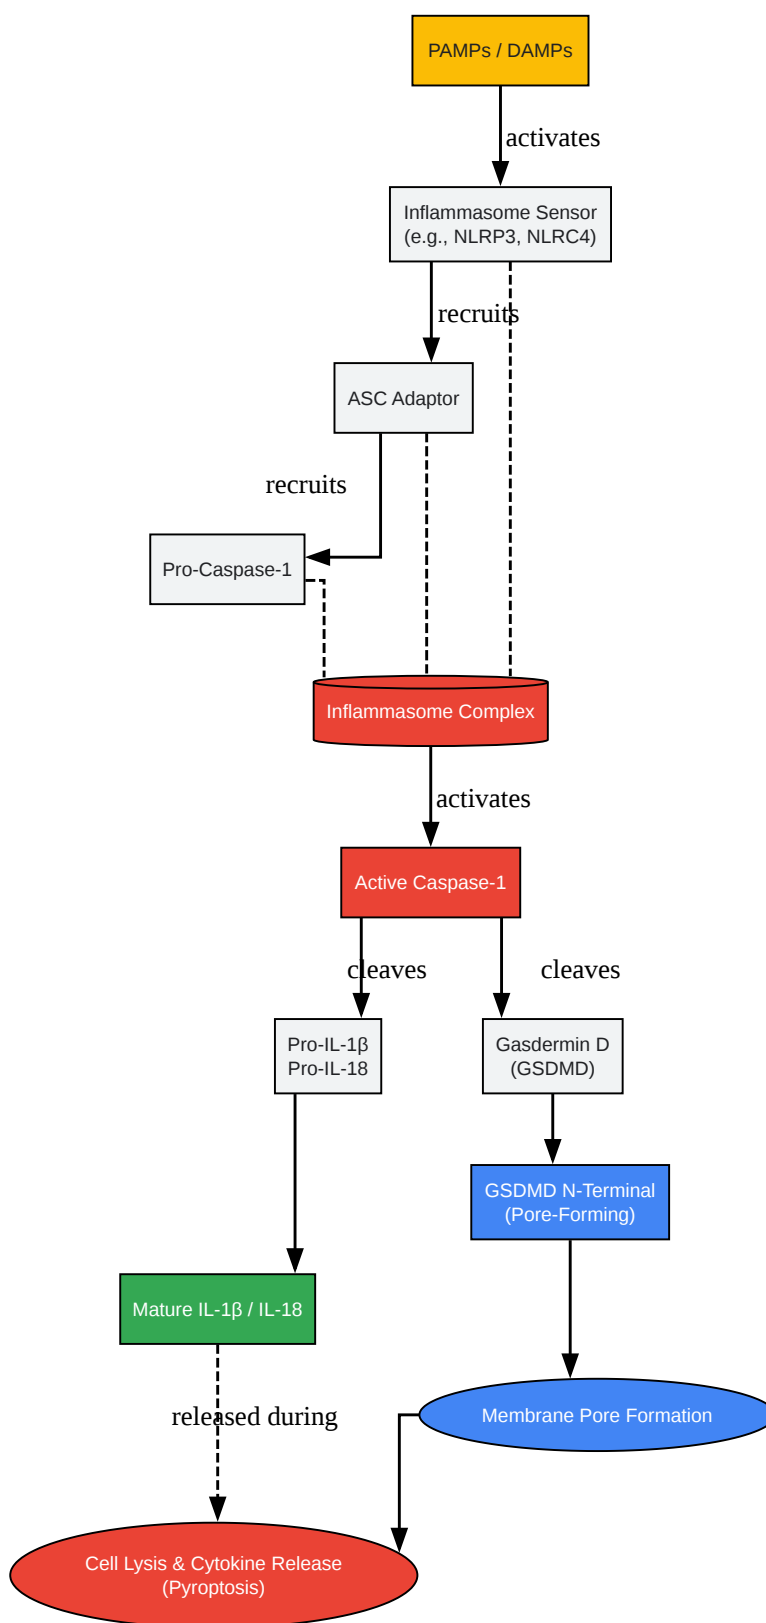 PAMPs / DAMPs
activates
Inflammasome Sensor
(e.g., NLRP3, NLRC4)
recruits
ASC Adaptor
recruits
Pro-Caspase-1
Inflammasome Complex
activates
Active Caspase-1
cleaves
cleaves
Pro-IL-1β
Pro-IL-18
Gasdermin D
(GSDMD)
GSDMD N-Terminal
(Pore-Forming)
Mature IL-1β / IL-18
released during
Membrane Pore Formation
Cell Lysis & Cytokine Release
(Pyroptosis)